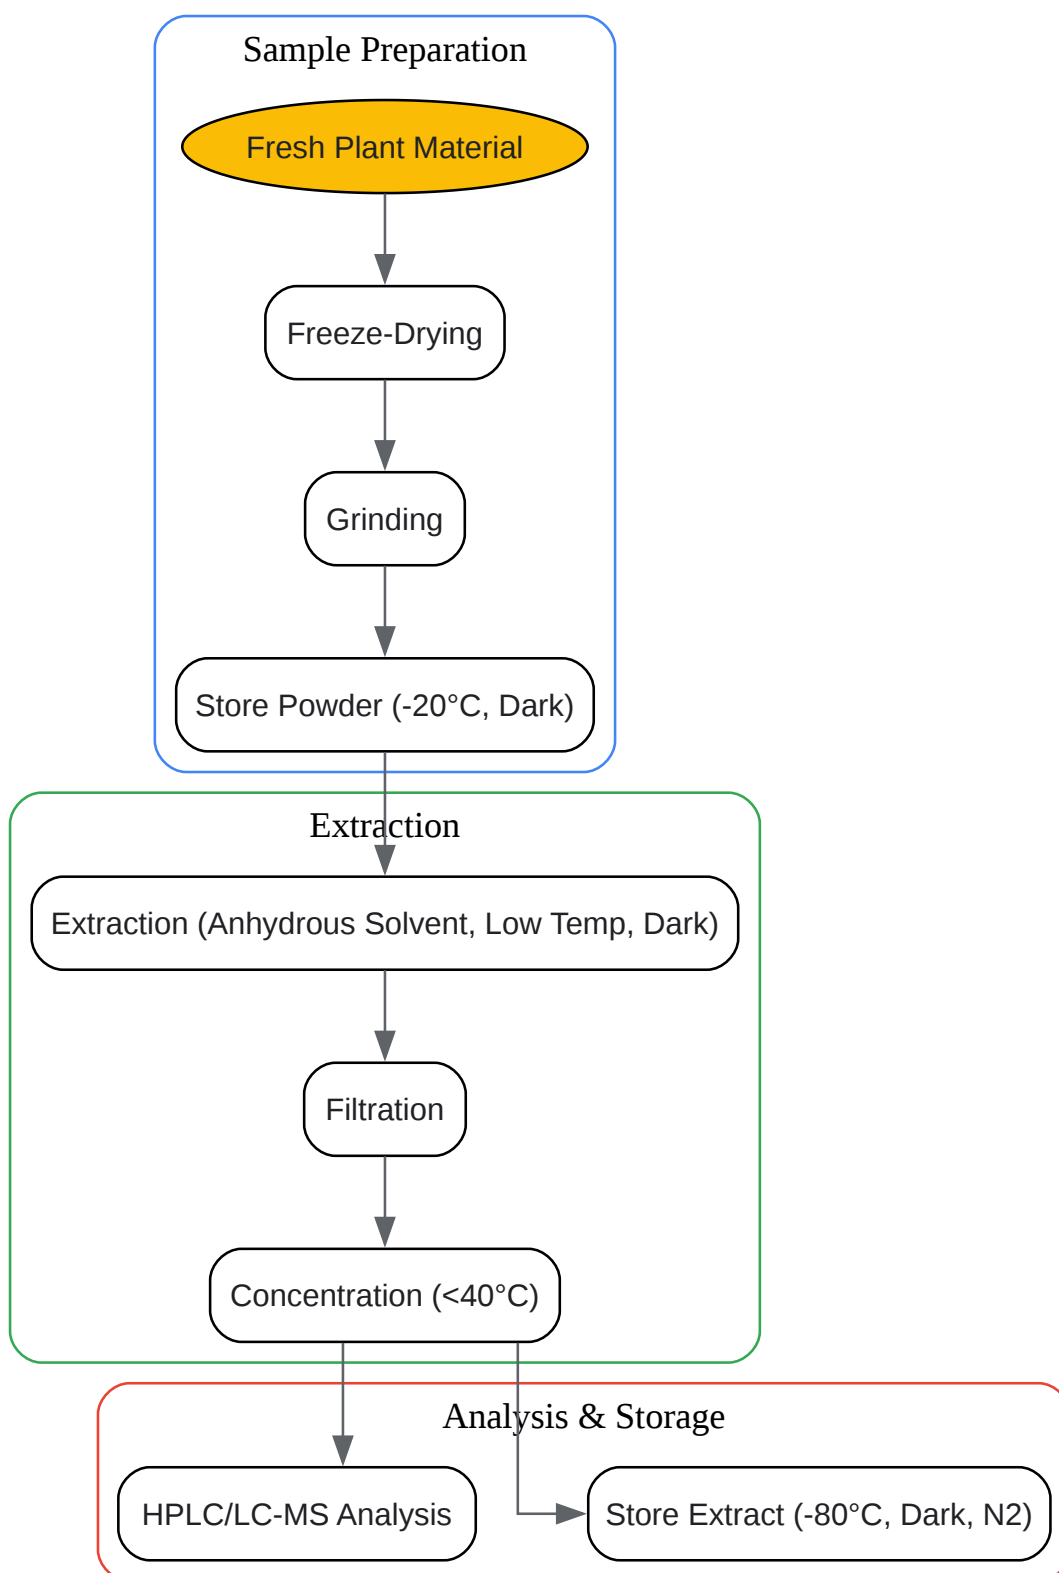 Sample Preparation
Fresh Plant Material
Freeze-Drying
Grinding
Store Powder (-20°C, Dark)
Extraction
Extraction (Anhydrous Solvent, Low Temp, Dark)
Filtration
Concentration (<40°C)
Analysis & Storage
HPLC/LC-MS Analysis
Store Extract (-80°C, Dark, N2)